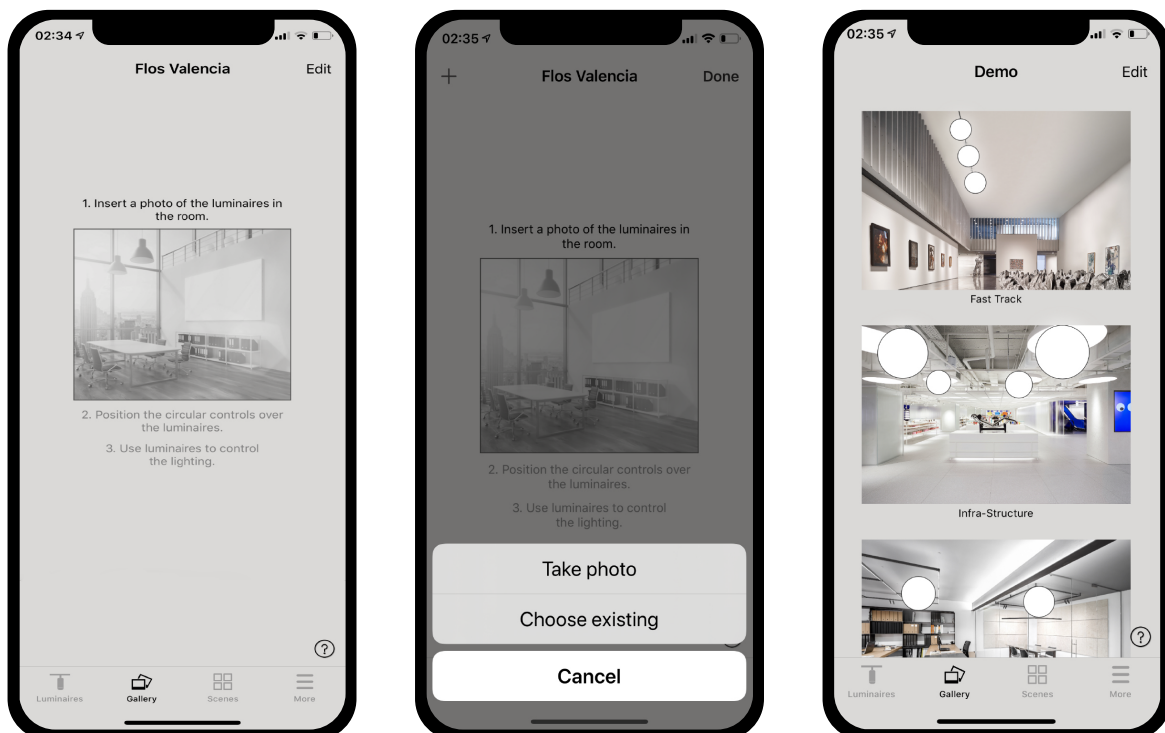 02:34
Flos Valencia
Edit
1. Insert a photo of the luminaires in
the room.
2. Position the circular controls over
the luminaires.
3. Use luminaires to control
the lighting.
?
Luminaires
Gallery
Scenes
More
02:35
+
Flos Valencia
Done
1. Insert a photo of the luminaires in
the room.
2. Position the circular controls over
the luminaires.
3. Use luminaires to control
the lighting.
Take photo
Choose existing
Cancel
02:35
Demo
Edit
Fast Track
Infra-Structure
?
Luminaires
Gallery
Scenes
More